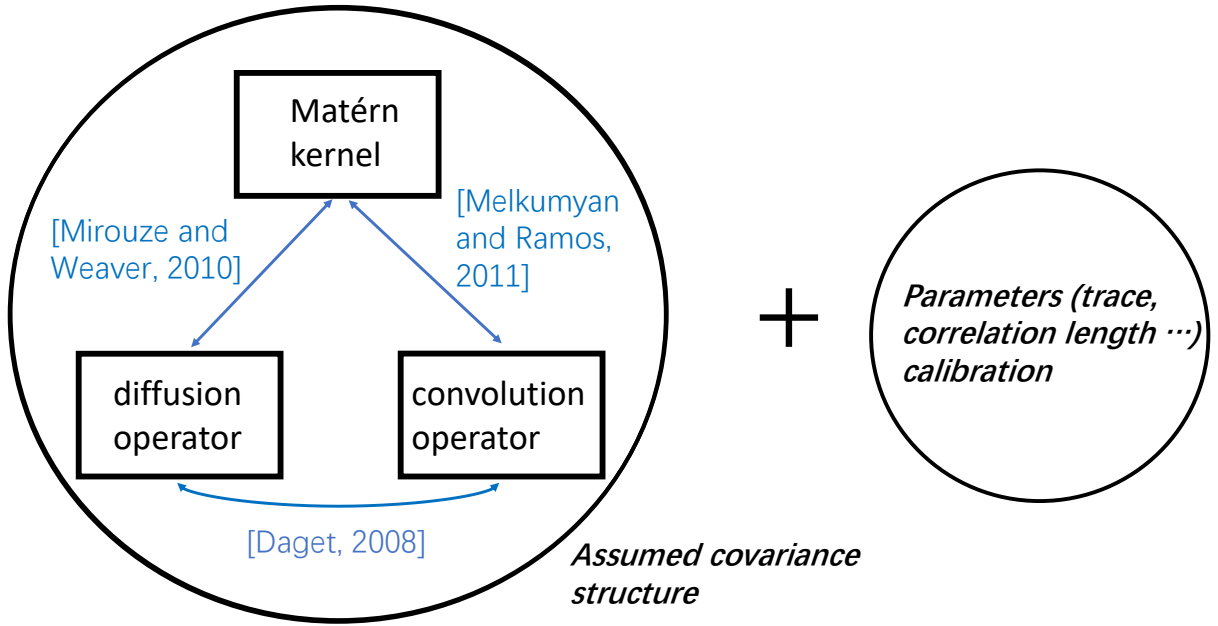 Matérn
kernel
[Mirouze and
Weaver, 2010]
[Melkumyan
and Ramos,
2011]
diffusion
operator
convolution
operator
[Daget, 2008]
Assumed covariance
structure
+
Parameters (trace,
correlation length ···)
calibration